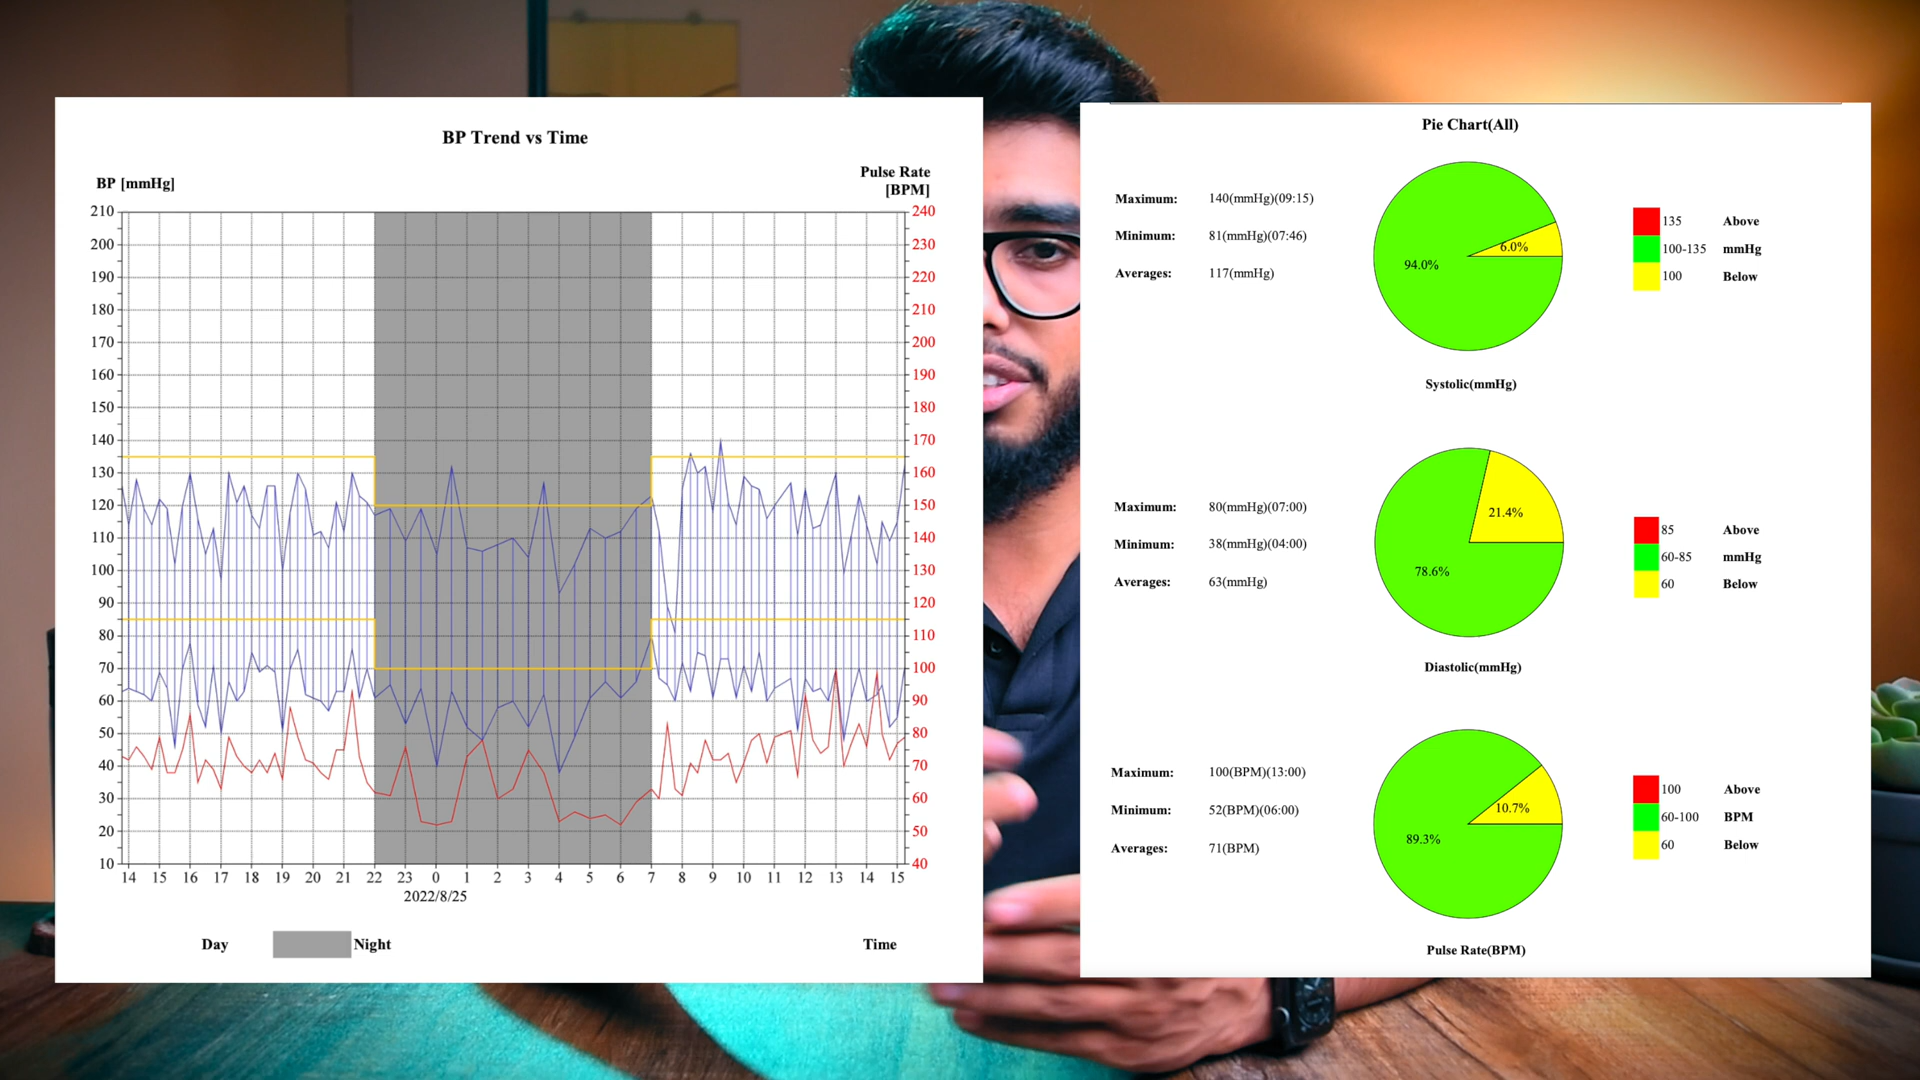 BP Trend vs Time
BP [mmHg]
Pulse Rate
[BPM]
210 240
200 230
190 220
180 210
170 200
160 190
150 180
140 170
130 160
120 150
110 140
100 130
90 120
80 110
70 100
60 90
50 80
40 70
30 60
20 50
10 40
14 15 16 17 18 19 20 21 22 23 0 1 2 3 4 5 6 7 8 9 10 11 12 13 14 15
2022/8/25
Day Night Time
Pie Chart(All)
Maximum: 140(mmHg)(09:15)
Minimum: 81(mmHg)(07:46)
Averages: 117(mmHg)
94.0%
6.0%
135 Above
100-135 mmHg
100 Below
Systolic(mmHg)
Maximum: 80(mmHg)(07:00)
Minimum: 38(mmHg)(04:00)
Averages: 63(mmHg)
78.6%
21.4%
85 Above
60-85 mmHg
60 Below
Diastolic(mmHg)
Maximum: 100(BPM)(13:00)
Minimum: 52(BPM)(06:00)
Averages: 71(BPM)
89.3%
10.7%
100 Above
60-100 BPM
60 Below
Pulse Rate(BPM)